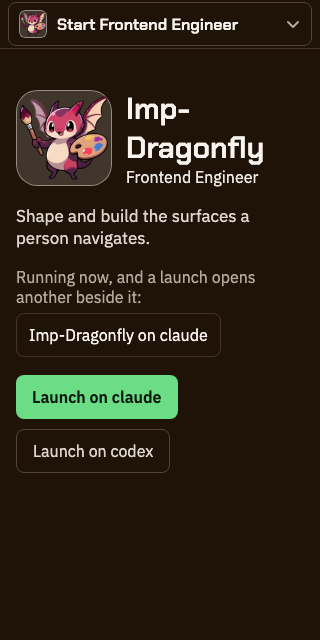 Start Frontend Engineer
Imp-
Dragonfly
Frontend Engineer
Shape and build the surfaces a
person navigates.
Running now, and a launch opens
another beside it:
Imp-Dragonfly on claude
Launch on claude
Launch on codex